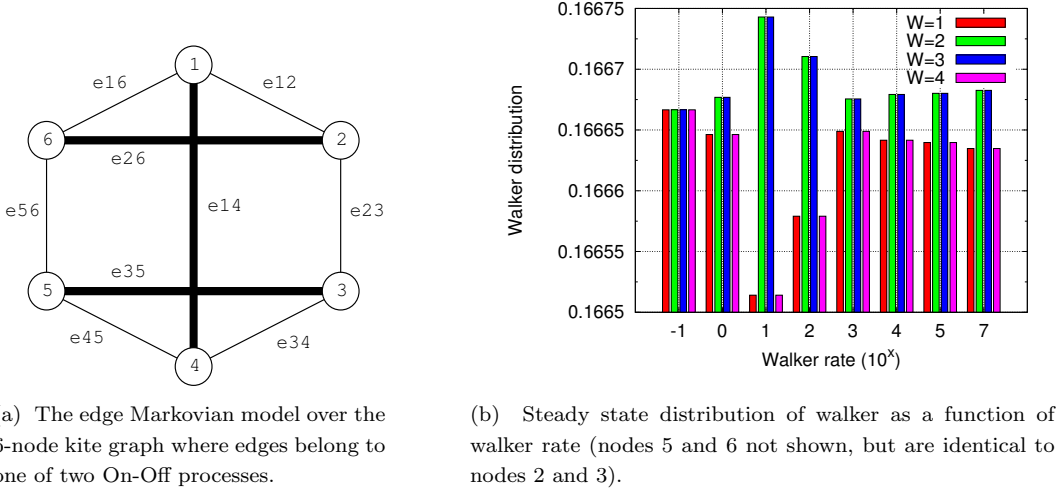 1
e16
e12
6
2
e26
e56
e14
e23
e35
5
3
e45
e34
4
a) The edge Markovian model over the
6-node kite graph where edges belong to
one of two On-Off processes.
0.16675
0.1667
0.16665
0.1666
0.16655
0.1665
Walker distribution
W=1
W=2
W=3
W=4
-1 0 1 2 3 4 5 7
Walker rate (10^x)
(b) Steady state distribution of walker as a function of
walker rate (nodes 5 and 6 not shown, but are identical to
nodes 2 and 3).